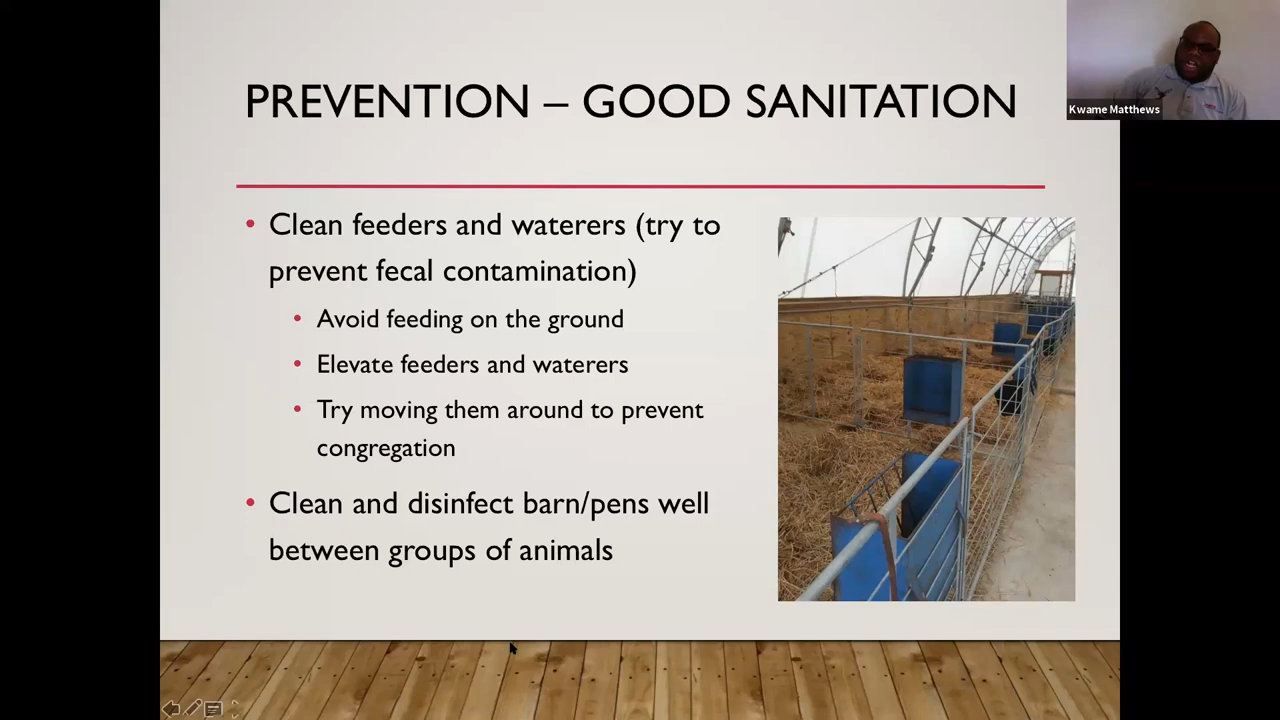 PREVENTION – GOOD SANITATION
Kwame Matthews
• Clean feeders and waterers (try to
prevent fecal contamination)
• Avoid feeding on the ground
• Elevate feeders and waterers
• Try moving them around to prevent
congregation
• Clean and disinfect barn/pens well
between groups of animals